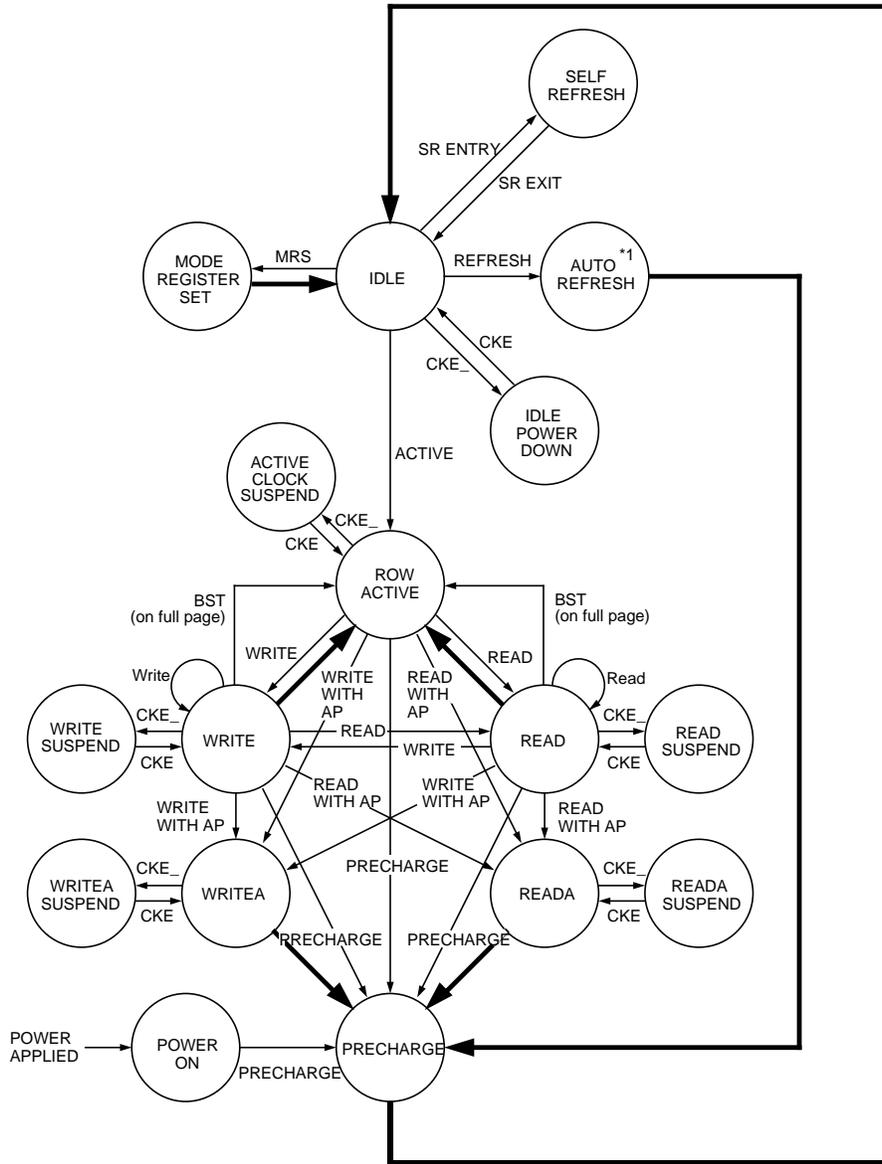 SELF
REFRESH
SR ENTRY
SR EXIT
MODE
REGISTER
SET
MRS
IDLE
REFRESH
AUTO
REFRESH
*1
CKE
CKE_
IDLE
POWER
DOWN
ACTIVE
ACTIVE
CLOCK
SUSPEND
CKE_
CKE
ROW
ACTIVE
BST
(on full page)
BST
(on full page)
WRITE
READ
Write
WRITE
WITH
AP
READ
WITH
AP
Read
WRITE
SUSPEND
CKE_
CKE
WRITE
READ
WRITE
READ
CKE_
CKE
READ
SUSPEND
WRITE
WITH AP
READ
WITH AP
WRITE
WITH AP
READ
WITH AP
WRITEA
SUSPEND
CKE_
CKE
WRITEA
PRECHARGE
READA
CKE_
CKE
READA
SUSPEND
PRECHARGE
PRECHARGE
POWER
APPLIED
POWER
ON
PRECHARGE
PRECHARGE